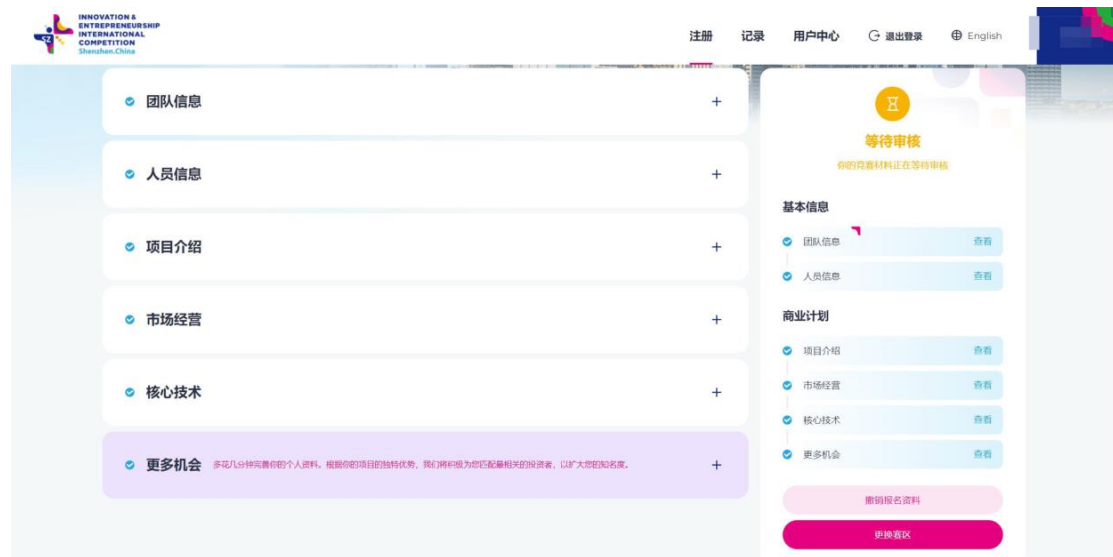 INNOVATION &
ENTREPRENEURSHIP
INTERNATIONAL
COMPETITION
Shenzhen.China
SZ
注册 记录 用户中心 退出登录 English
团队信息
人员信息
项目介绍
市场经营
核心技术
更多机会 多花几分钟完善你的个人资料。根据你的项目的独特优势，我们将积极为您匹配最相关的投资者，以扩大您的知名度。
等待审核
你的竞赛材料正在等待审核
基本信息
团队信息 查看
人员信息 查看
商业计划
项目介绍 查看
市场经营 查看
核心技术 查看
更多机会 查看
撤销报名资料
更换赛区